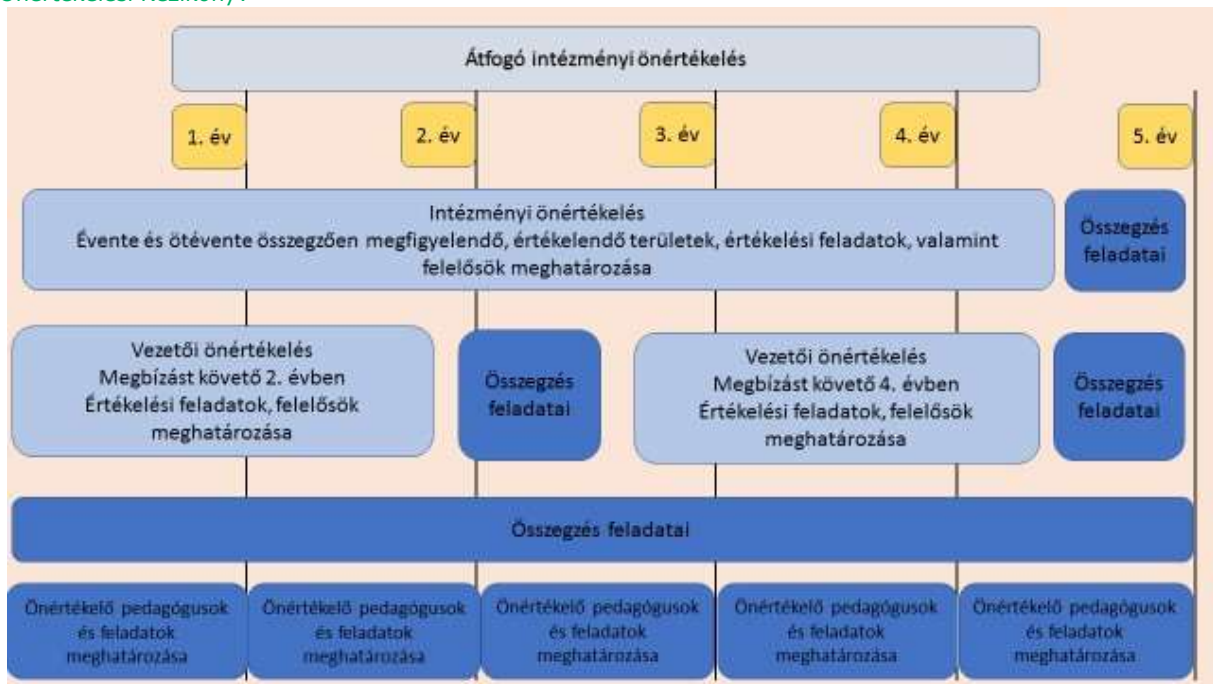 Átfogó intézményi önértékelés
1. év
2. év
3. év
4. év
5. év
Intézményi önértékelés
Évente és ötévente összegzően megfigyelendő, értékelendő területek, értékelési feladatok, valamint
felelősök meghatározása
Összegzés
feladatai
Vezetői önértékelés
Megbízást követő 2. évben
Értékelési feladatok, felelősök
meghatározása
Összegzés
feladatai
Vezetői önértékelés
Megbízást követő 4. évben
Értékelési feladatok, felelősök
meghatározása
Összegzés
feladatai
Összegzés feladatai
Önértékelő pedagógusok
és feladatok
meghatározása
Önértékelő pedagógusok
és feladatok
meghatározása
Önértékelő pedagógusok
és feladatok
meghatározása
Önértékelő pedagógusok
és feladatok
meghatározása
Önértékelő pedagógusok
és feladatok
meghatározása